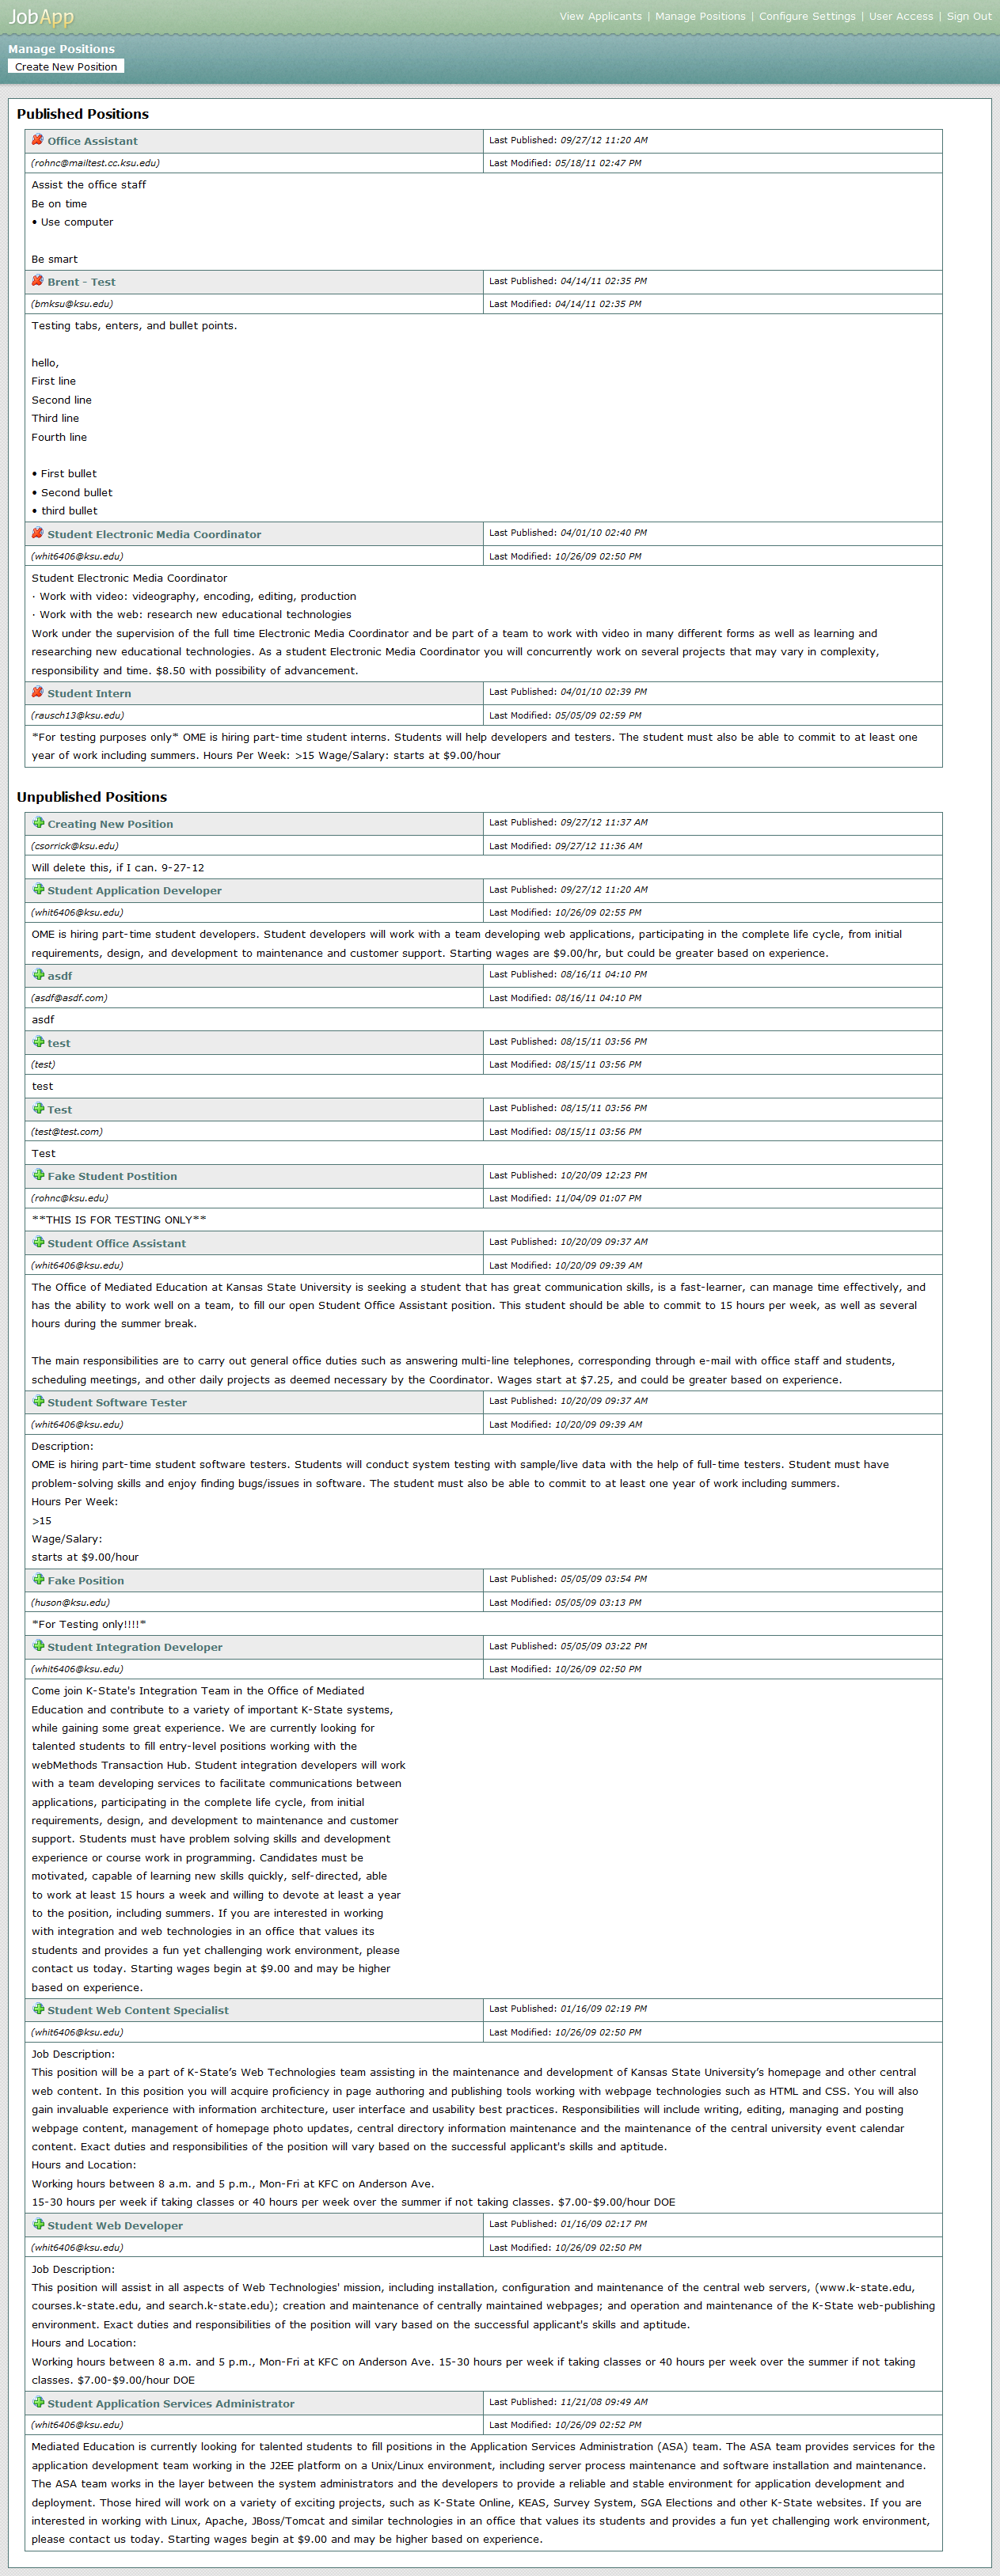 JobApp
View Applicants | Manage Positions | Configure Settings | User Access | Sign Out
Manage Positions
Create New Position
Published Positions
Office Assistant
Last Published: 09/27/12 11:20 AM
(rohnc@mailtest.cc.ksu.edu)
Last Modified: 05/18/11 02:47 PM
Assist the office staff
Be on time
• Use computer
Be smart
Brent - Test
Last Published: 04/14/11 02:35 PM
(bmksu@ksu.edu)
Last Modified: 04/14/11 02:35 PM
Testing tabs, enters, and bullet points.
hello,
First line
Second line
Third line
Fourth line
• First bullet
• Second bullet
• third bullet
Student Electronic Media Coordinator
Last Published: 04/01/10 02:40 PM
(whit6406@ksu.edu)
Last Modified: 10/26/09 02:50 PM
Student Electronic Media Coordinator
· Work with video: videography, encoding, editing, production
· Work with the web: research new educational technologies
Work under the supervision of the full time Electronic Media Coordinator and be part of a team to work with video in many different forms as well as learning and
researching new educational technologies. As a student Electronic Media Coordinator you will concurrently work on several projects that may vary in complexity,
responsibility and time. $8.50 with possibility of advancement.
Student Intern
Last Published: 04/01/10 02:39 PM
(rausch13@ksu.edu)
Last Modified: 05/05/09 02:59 PM
*For testing purposes only* OME is hiring part-time student interns. Students will help developers and testers. The student must also be able to commit to at least one
year of work including summers. Hours Per Week: >15 Wage/Salary: starts at $9.00/hour
Unpublished Positions
Creating New Position
Last Published: 09/27/12 11:37 AM
(csorrick@ksu.edu)
Last Modified: 09/27/12 11:36 AM
Will delete this, if I can. 9-27-12
Student Application Developer
Last Published: 09/27/12 11:20 AM
(whit6406@ksu.edu)
Last Modified: 10/26/09 02:55 PM
OME is hiring part-time student developers. Student developers will work with a team developing web applications, participating in the complete life cycle, from initial
requirements, design, and development to maintenance and customer support. Starting wages are $9.00/hr, but could be greater based on experience.
asdf
Last Published: 08/16/11 04:10 PM
(asdf@asdf.com)
Last Modified: 08/16/11 04:10 PM
asdf
test
Last Published: 08/15/11 03:56 PM
(test)
Last Modified: 08/15/11 03:56 PM
test
Test
Last Published: 08/15/11 03:56 PM
(test@test.com)
Last Modified: 08/15/11 03:56 PM
Test
Fake Student Postition
Last Published: 10/20/09 12:23 PM
(rohnc@ksu.edu)
Last Modified: 11/04/09 01:07 PM
**THIS IS FOR TESTING ONLY**
Student Office Assistant
Last Published: 10/20/09 09:37 AM
(whit6406@ksu.edu)
Last Modified: 10/20/09 09:39 AM
The Office of Mediated Education at Kansas State University is seeking a student that has great communication skills, is a fast-learner, can manage time effectively, and
has the ability to work well on a team, to fill our open Student Office Assistant position. This student should be able to commit to 15 hours per week, as well as several
hours during the summer break.
The main responsibilities are to carry out general office duties such as answering multi-line telephones, corresponding through e-mail with office staff and students,
scheduling meetings, and other daily projects as deemed necessary by the Coordinator. Wages start at $7.25, and could be greater based on experience.
Student Software Tester
Last Published: 10/20/09 09:37 AM
(whit6406@ksu.edu)
Last Modified: 10/20/09 09:39 AM
Description:
OME is hiring part-time student software testers. Students will conduct system testing with sample/live data with the help of full-time testers. Student must have
problem-solving skills and enjoy finding bugs/issues in software. The student must also be able to commit to at least one year of work including summers.
Hours Per Week:
>15
Wage/Salary:
starts at $9.00/hour
Fake Position
Last Published: 05/05/09 03:54 PM
(huson@ksu.edu)
Last Modified: 05/05/09 03:13 PM
*For Testing only!!!!*
Student Integration Developer
Last Published: 05/05/09 03:22 PM
(whit6406@ksu.edu)
Last Modified: 10/26/09 02:50 PM
Come join K-State's Integration Team in the Office of Mediated
Education and contribute to a variety of important K-State systems,
while gaining some great experience. We are currently looking for
talented students to fill entry-level positions working with the
webMethods Transaction Hub. Student integration developers will work
with a team developing services to facilitate communications between
applications, participating in the complete life cycle, from initial
requirements, design, and development to maintenance and customer
support. Students must have problem solving skills and development
experience or course work in programming. Candidates must be
motivated, capable of learning new skills quickly, self-directed, able
to work at least 15 hours a week and willing to devote at least a year
to the position, including summers. If you are interested in working
with integration and web technologies in an office that values its
students and provides a fun yet challenging work environment, please
contact us today. Starting wages begin at $9.00 and may be higher
based on experience.
Student Web Content Specialist
Last Published: 01/16/09 02:19 PM
(whit6406@ksu.edu)
Last Modified: 10/26/09 02:50 PM
Job Description:
This position will be a part of K-State’s Web Technologies team assisting in the maintenance and development of Kansas State University’s homepage and other central
web content. In this position you will acquire proficiency in page authoring and publishing tools working with webpage technologies such as HTML and CSS. You will also
gain invaluable experience with information architecture, user interface and usability best practices. Responsibilities will include writing, editing, managing and posting
webpage content, management of homepage photo updates, central directory information maintenance and the maintenance of the central university event calendar
content. Exact duties and responsibilities of the position will vary based on the successful applicant's skills and aptitude.
Hours and Location:
Working hours between 8 a.m. and 5 p.m., Mon-Fri at KFC on Anderson Ave.
15-30 hours per week if taking classes or 40 hours per week over the summer if not taking classes. $7.00-$9.00/hour DOE
Student Web Developer
Last Published: 01/16/09 02:17 PM
(whit6406@ksu.edu)
Last Modified: 10/26/09 02:50 PM
Job Description:
This position will assist in all aspects of Web Technologies' mission, including installation, configuration and maintenance of the central web servers, (www.k-state.edu,
courses.k-state.edu, and search.k-state.edu); creation and maintenance of centrally maintained webpages; and operation and maintenance of the K-State web-publishing
environment. Exact duties and responsibilities of the position will vary based on the successful applicant's skills and aptitude.
Hours and Location:
Working hours between 8 a.m. and 5 p.m., Mon-Fri at KFC on Anderson Ave. 15-30 hours per week if taking classes or 40 hours per week over the summer if not taking
classes. $7.00-$9.00/hour DOE
Student Application Services Administrator
Last Published: 11/21/08 09:49 AM
(whit6406@ksu.edu)
Last Modified: 10/26/09 02:52 PM
Mediated Education is currently looking for talented students to fill positions in the Application Services Administration (ASA) team. The ASA team provides services for the
application development team working in the J2EE platform on a Unix/Linux environment, including server process maintenance and software installation and maintenance.
The ASA team works in the layer between the system administrators and the developers to provide a reliable and stable environment for application development and
deployment. Those hired will work on a variety of exciting projects, such as K-State Online, KEAS, Survey System, SGA Elections and other K-State websites. If you are
interested in working with Linux, Apache, JBoss/Tomcat and similar technologies in an office that values its students and provides a fun yet challenging work environment,
please contact us today. Starting wages begin at $9.00 and may be higher based on experience.